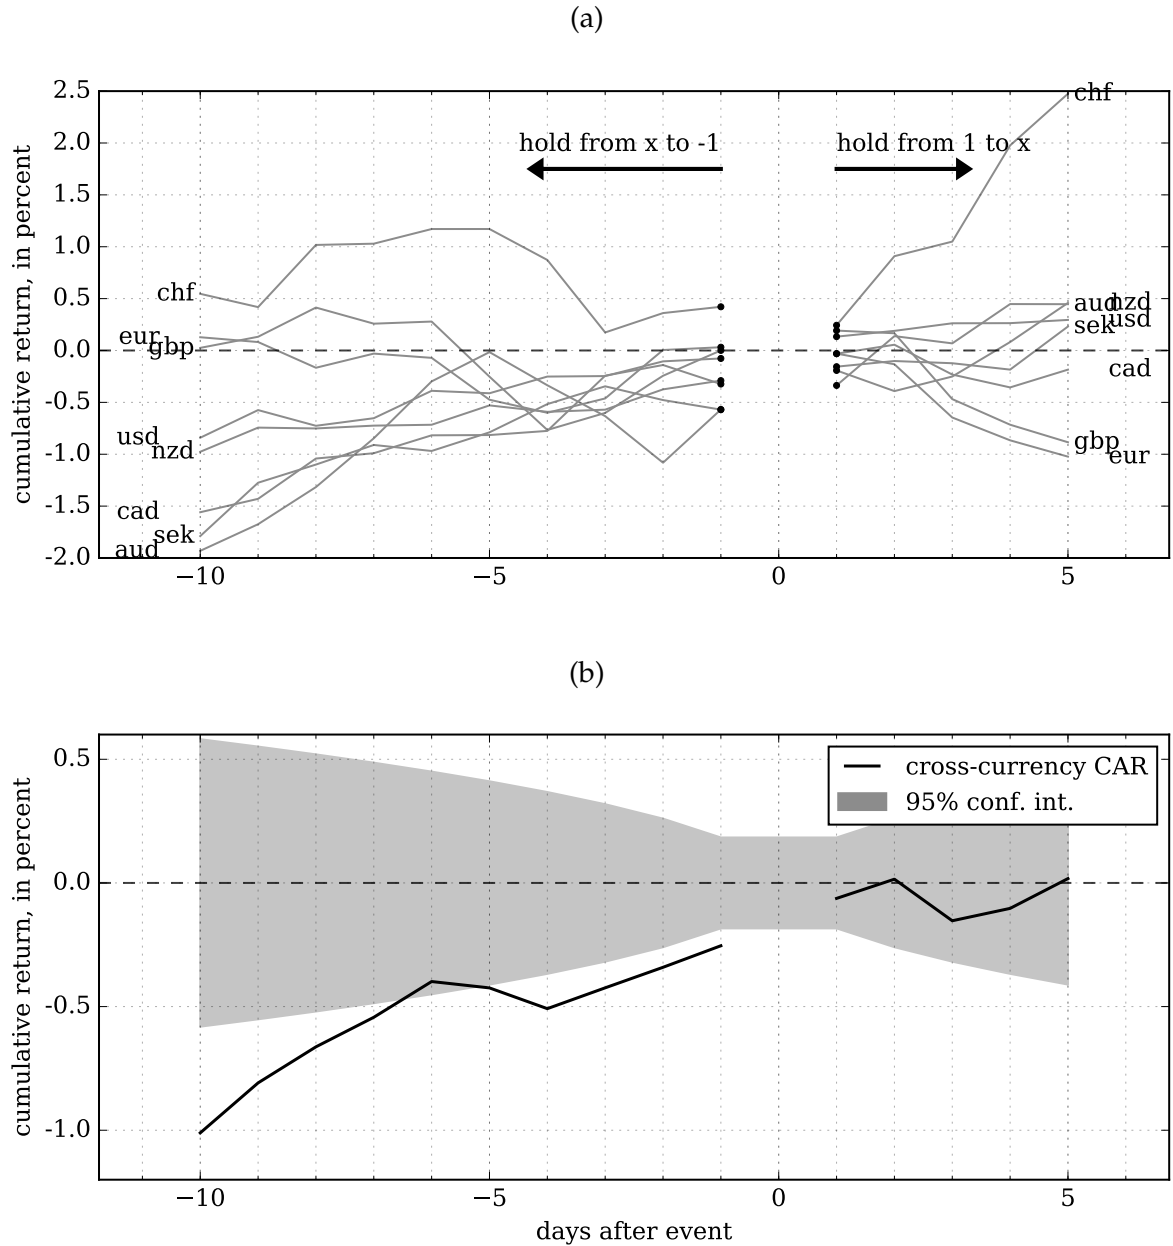 (a)
2.5
2.0
1.5
1.0
0.5
0.0
-0.5
-1.0
-1.5
-2.0
cumulative return, in percent
hold from x to -1
hold from 1 to x
chf
eur
gbp
usd
nzd
cad
sek
aud
chf
aud
nzd
usd
sek
cad
gbp
eur
−10
−5
0
5
(b)
0.5
0.0
-0.5
-1.0
cumulative return, in percent
cross-currency CAR
95% conf. int.
−10
−5
0
5
days after event